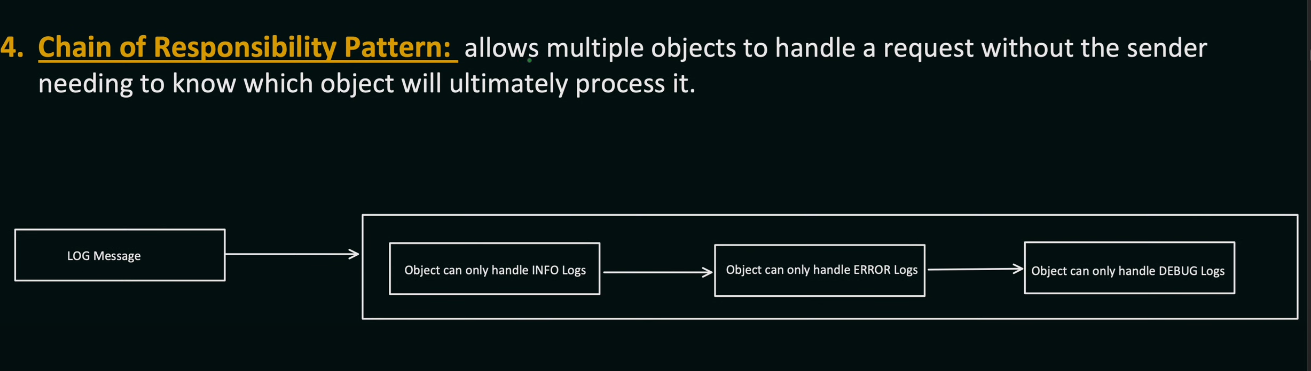 4. Chain of Responsibility Pattern: allows multiple objects to handle a request without the sender
needing to know which object will ultimately process it.
LOG Message
Object can only handle INFO Logs
Object can only handle ERROR Logs
Object can only handle DEBUG Logs